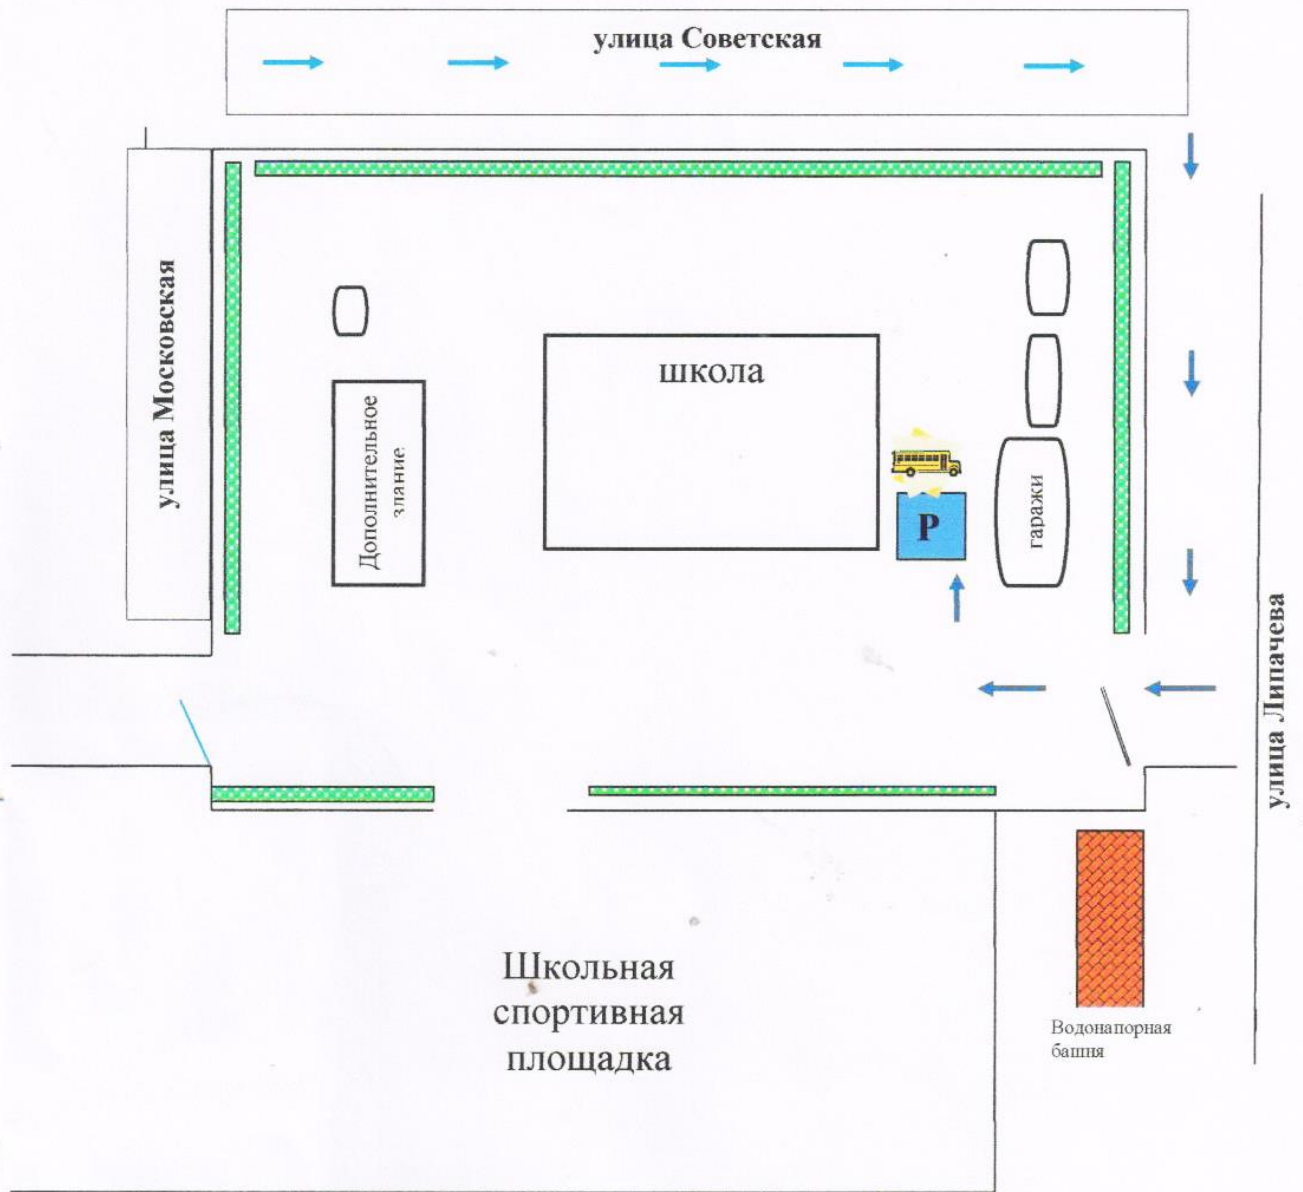 улица Советская
улица Московская
школа
Дополнительное
здание
P
гаражи
улица Липачева
Школьная
спортивная
площадка
Водонапорная
башня